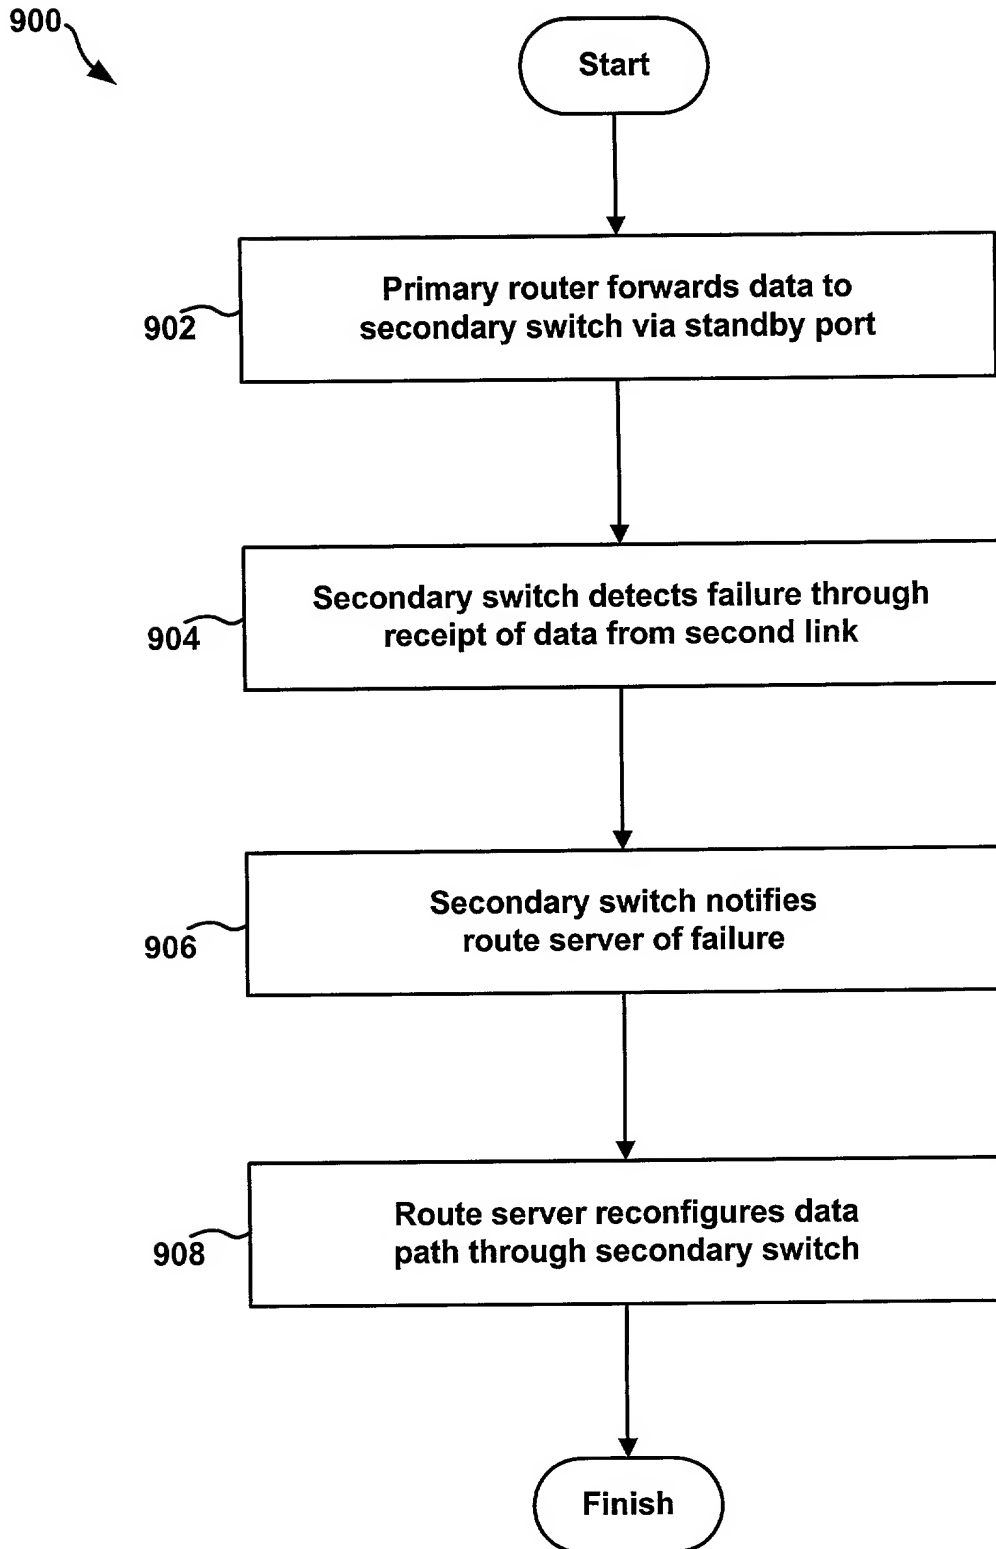 900
Start
Primary router forwards data to
secondary switch via standby port
902
Secondary switch detects failure through
receipt of data from second link
904
Secondary switch notifies
route server of failure
906
Route server reconfigures data
path through secondary switch
908
Finish